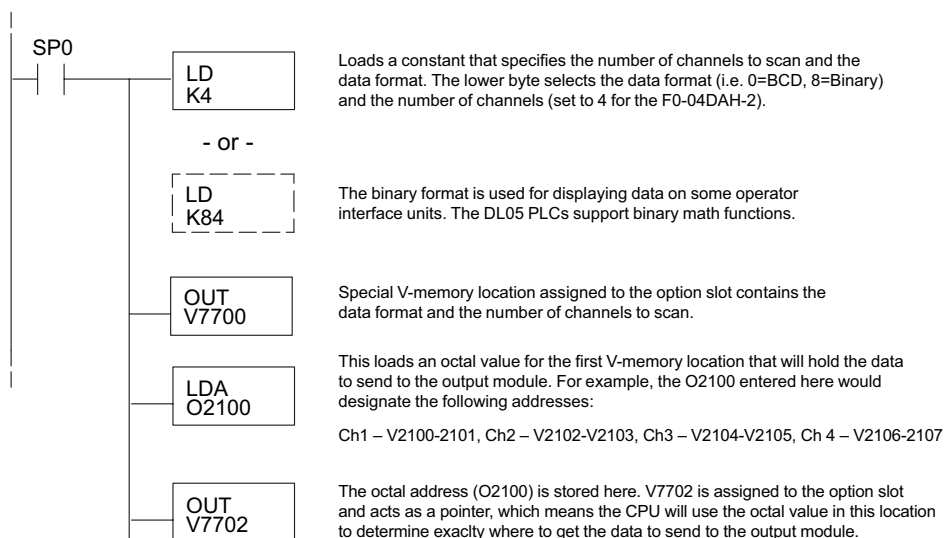 SP0
LD
K4
Loads a constant that specifies the number of channels to scan and the
data format. The lower byte selects the data format (i.e. 0=BCD, 8=Binary)
and the number of channels (set to 4 for the F0-04DAH-2).
- or -
LD
K84
The binary format is used for displaying data on some operator
interface units. The DL05 PLCs support binary math functions.
OUT
V7700
Special V-memory location assigned to the option slot contains the
data format and the number of channels to scan.
LDA
O2100
This loads an octal value for the first V-memory location that will hold the data
to send to the output module. For example, the O2100 entered here would
designate the following addresses:
Ch1 – V2100-2101, Ch2 – V2102-V2103, Ch3 – V2104-V2105, Ch 4 – V2106-2107
OUT
V7702
The octal address (O2100) is stored here. V7702 is assigned to the option slot
and acts as a pointer, which means the CPU will use the octal value in this location
to determine exaclty where to get the data to send to the output module.